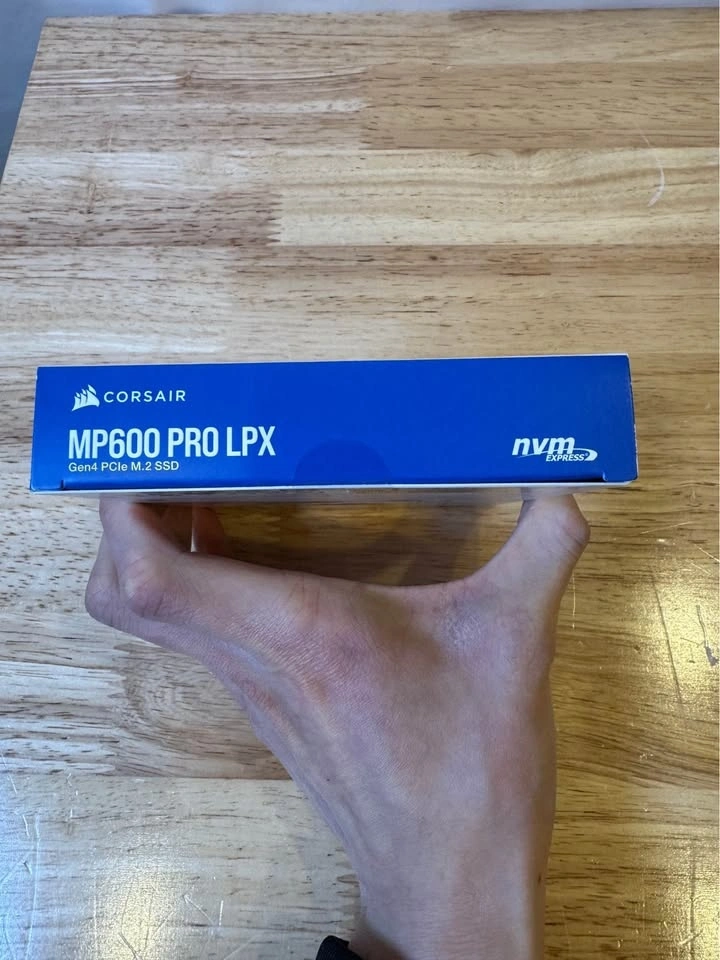 CORSAIR
MP600 PRO LPX
Gen4 PCIe M.2 SSD
nvm
EXPRESS